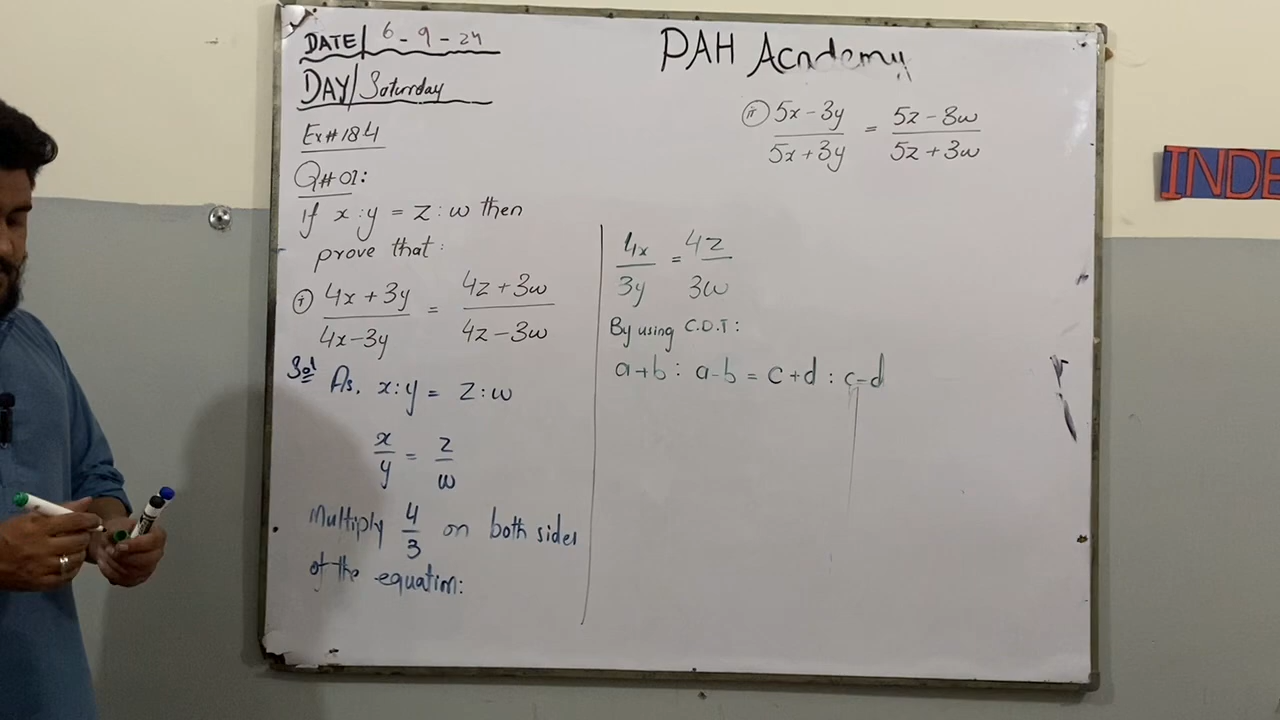 DATE/ 6-9-24
DAY/ Saturday
Ex#184
Q#01:
if x:y = z:w then
prove that:
(i) 4x+3y/4x-3y = 4z+3w/4z-3w
Sol
As, x:y = z:w
x/y = z/w
Multiply 4/3 on both sides
of the equation:
PAH Academy
(ii) 5x-3y/5x+3y = 5z-3w/5z+3w
4x/3y = 4z/3w
By using C.D.T:
a+b : a-b = c+d : c-d
INDE